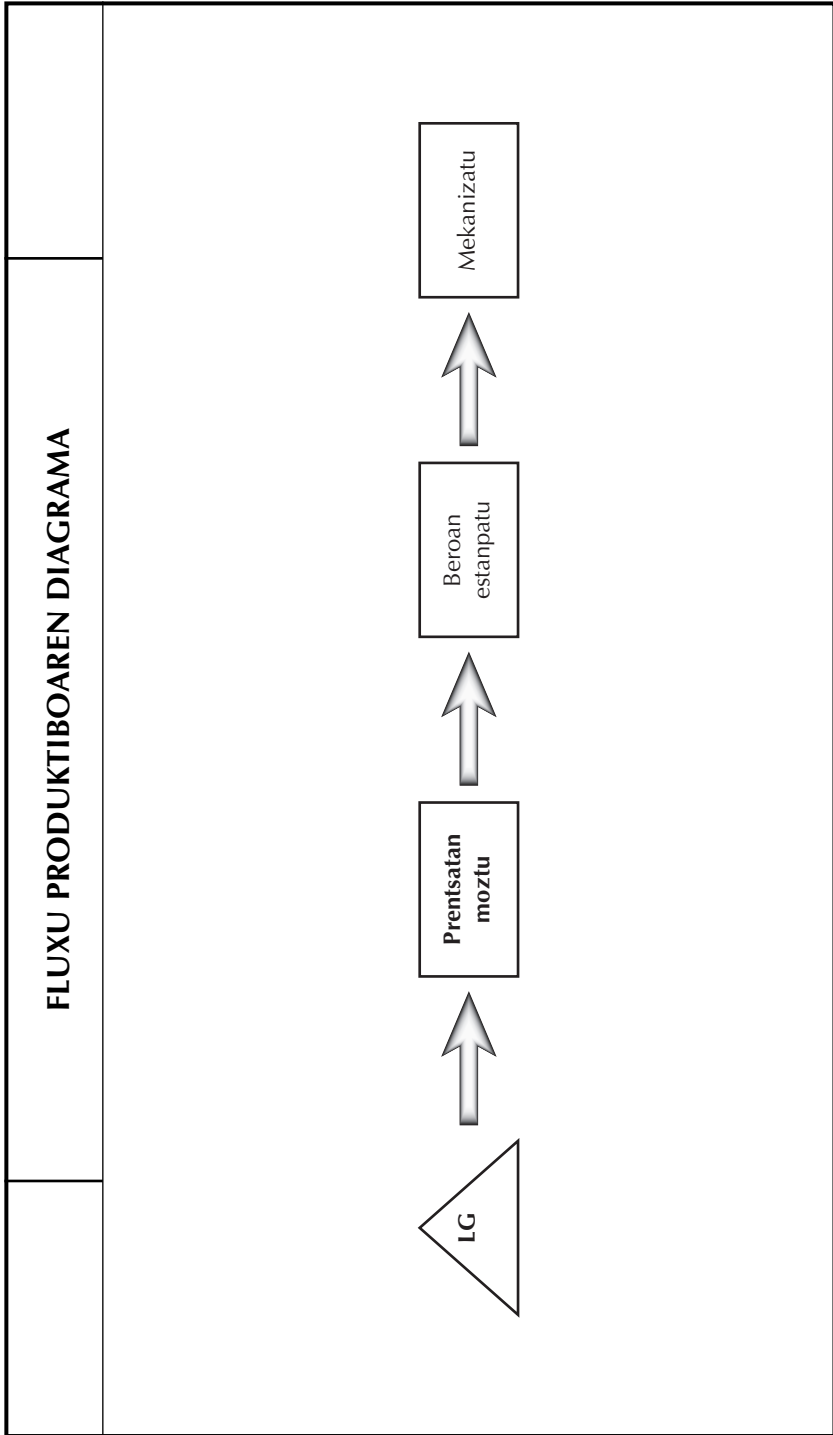 FLUXU PRODUKTIBOAREN DIAGRAMA
LG
Prentsatan
moztu
Beroan
estanpatu
Mekanizatu